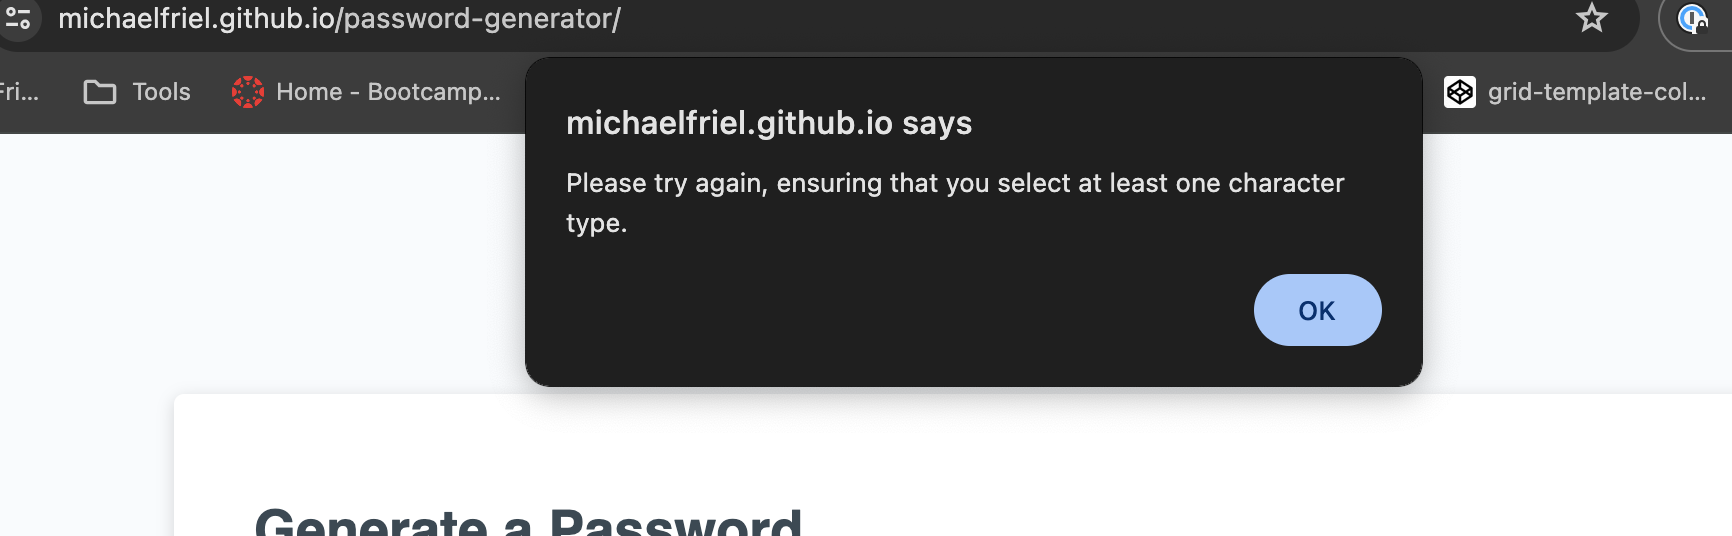 michaelfriel.github.io/password-generator/
Fri...
Tools
Home - Bootcamp...
grid-template-col...
michaelfriel.github.io says
Please try again, ensuring that you select at least one character
type.
OK
Generate a Password